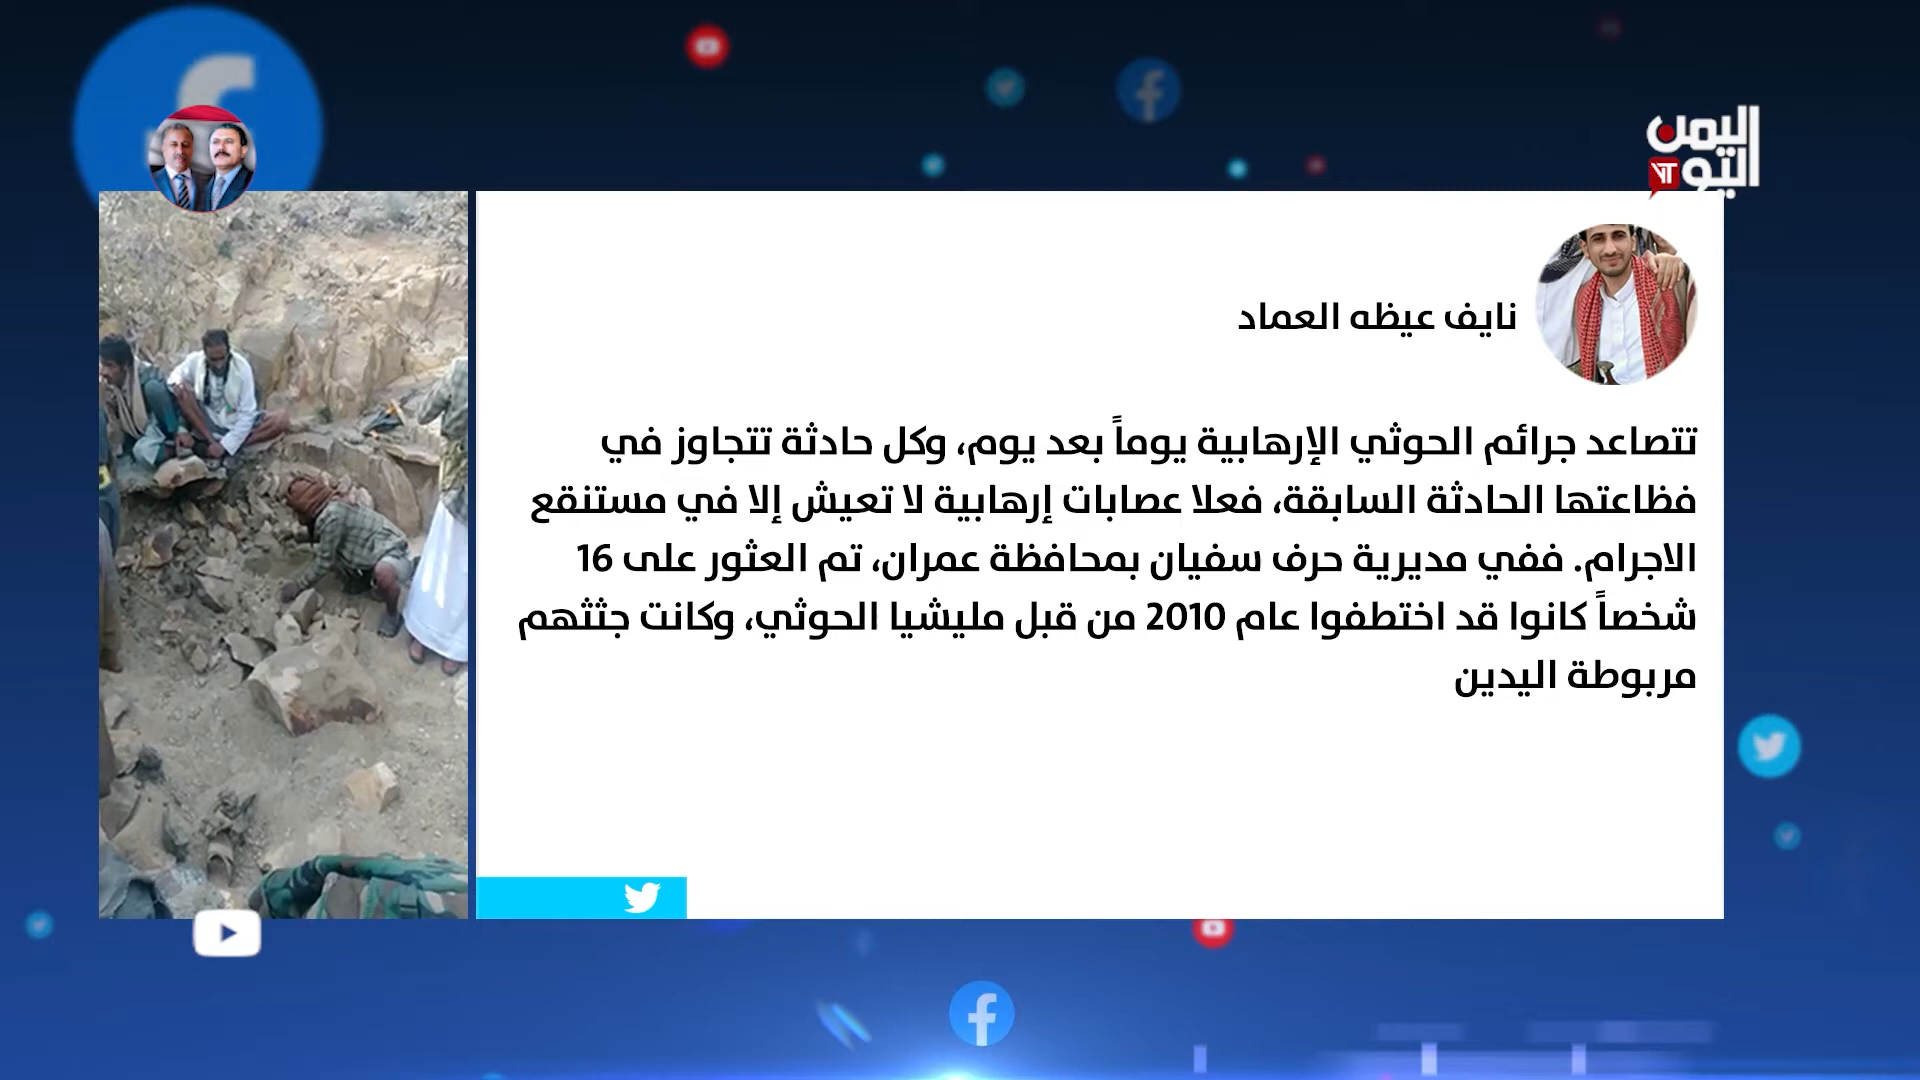 اليمن
اليوم
نايف عيظه العماد
تتصاعد جرائم الحوثي الإرهابية يوماً بعد يوم، وكل حادثة تتجاوز في
فظاعتها الحادثة السابقة، فعلا عصابات إرهابية لا تعيش إلا في مستنقع
الاجرام. ففي مديرية حرف سفيان بمحافظة عمران، تم العثور على 16
شخصاً كانوا قد اختطفوا عام 2010 من قبل مليشيا الحوثي، وكانت جثثهم
مربوطة اليدين